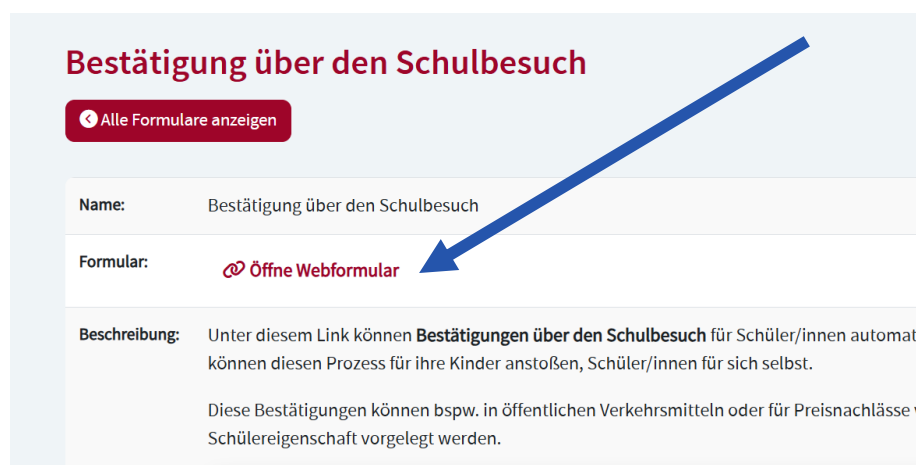 Bestätigung über den Schulbesuch
Alle Formulare anzeigen
Name: Bestätigung über den Schulbesuch
Formular: Öffne Webformular
Beschreibung: Unter diesem Link können Bestätigungen über den Schulbesuch für Schüler/innen automat
können diesen Prozess für ihre Kinder anstoßen, Schüler/innen für sich selbst.
Diese Bestätigungen können bspw. in öffentlichen Verkehrsmitteln oder für Preisnachlässe
Schülereigenschaft vorgelegt werden.